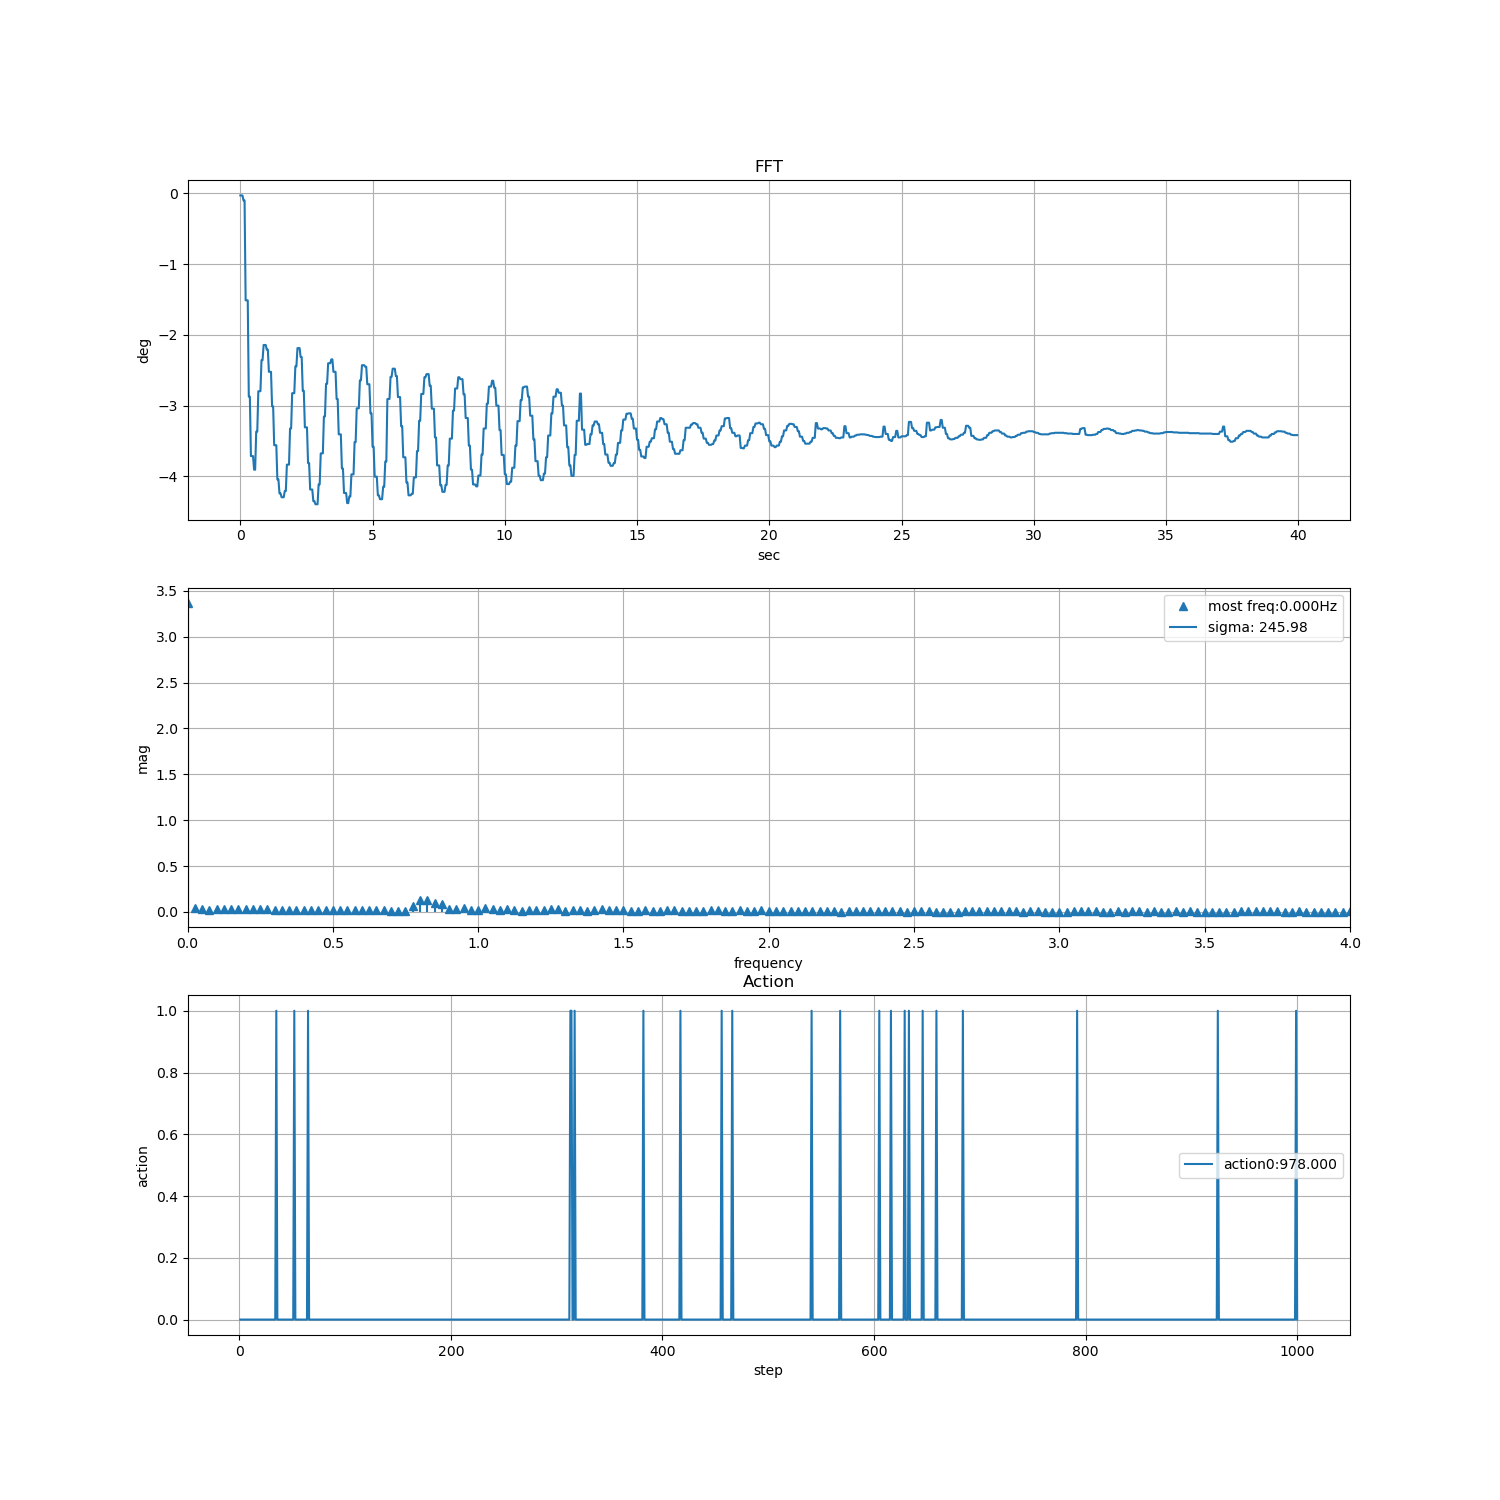 FFT
0
−1
−2
−3
−4
deg
0 5 10 15 20 25 30 35 40
sec
3.5
3.0
2.5
2.0
1.5
1.0
0.5
0.0
mag
most freq:0.000Hz
sigma: 245.98
0.0 0.5 1.0 1.5 2.0 2.5 3.0 3.5 4.0
frequency
Action
1.0
0.8
0.6
0.4
0.2
0.0
action
action0:978.000
0 200 400 600 800 1000
step